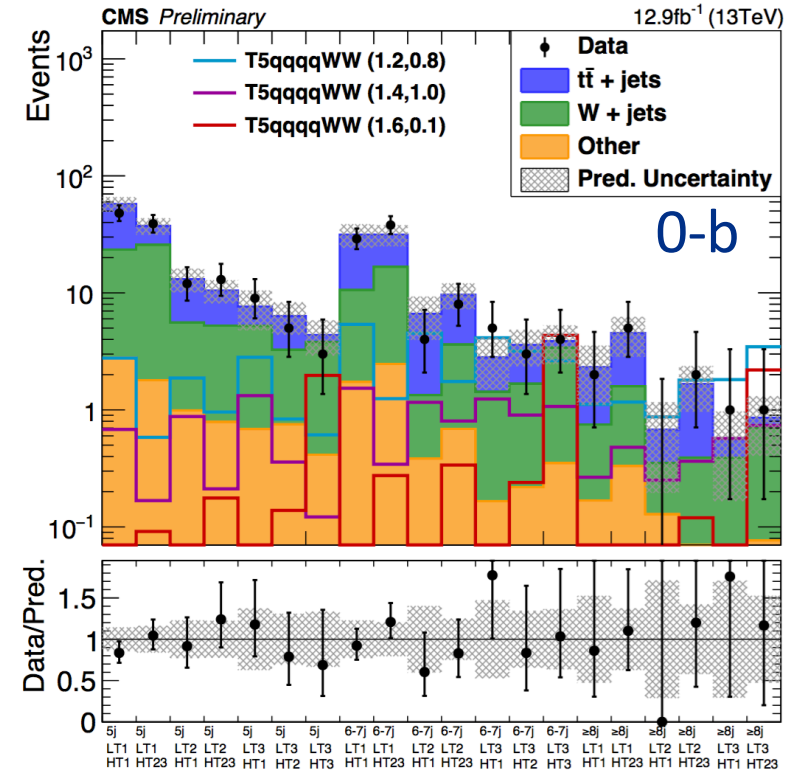 CMS Preliminary 12.9fb⁻¹ (13TeV)
Events
10³
10²
10
1
10⁻¹
T5qqqqWW (1.2,0.8)
T5qqqqWW (1.4,1.0)
T5qqqqWW (1.6,0.1)
Data
tt̄ + jets
W + jets
Other
Pred. Uncertainty
0-b
Data/Pred.
1.5
1
0.5
0
5j 5j 5j 5j 5j 5j 5j 6-7j 6-7j 6-7j 6-7j 6-7j 6-7j 6-7j ≥8j ≥8j ≥8j ≥8j ≥8j ≥8j
LT1 LT1 LT2 LT2 LT3 LT3 LT3 LT1 LT1 LT2 LT2 LT3 LT3 LT3 LT1 LT1 LT2 LT2 LT3 LT3
HT1 HT23 HT1 HT23 HT1 HT2 HT3 HT1 HT23 HT1 HT23 HT1 HT2 HT3 HT1 HT23 HT1 HT23 HT1 HT23